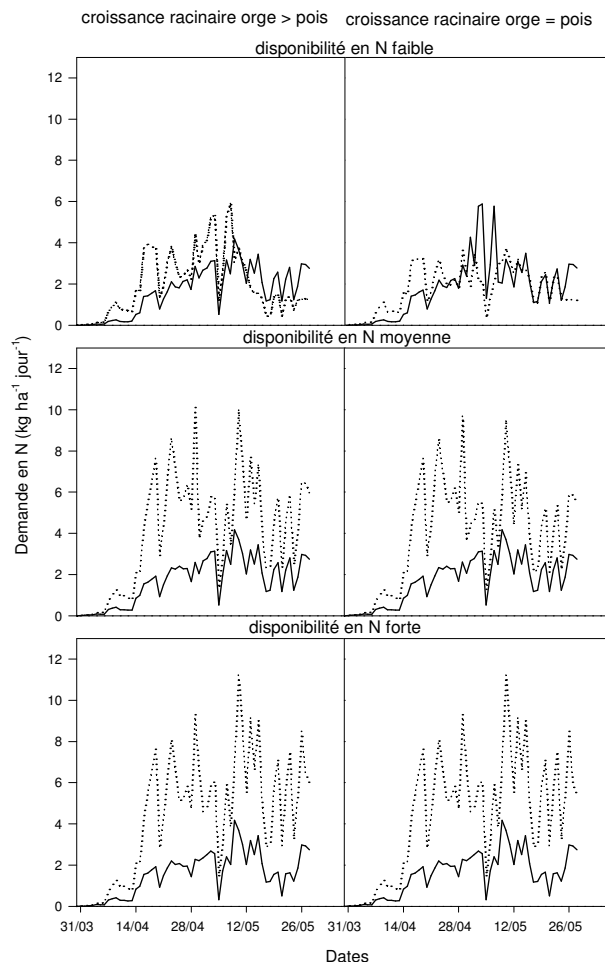 croissance racinaire orge > pois
croissance racinaire orge = pois
disponibilité en N faible
12
10
8
6
4
2
0
disponibilité en N moyenne
Demande en N (kg ha⁻¹ jour⁻¹)
12
10
8
6
4
2
0
disponibilité en N forte
12
10
8
6
4
2
0
31/03 14/04 28/04 12/05 26/05 31/03 14/04 28/04 12/05 26/05
Dates